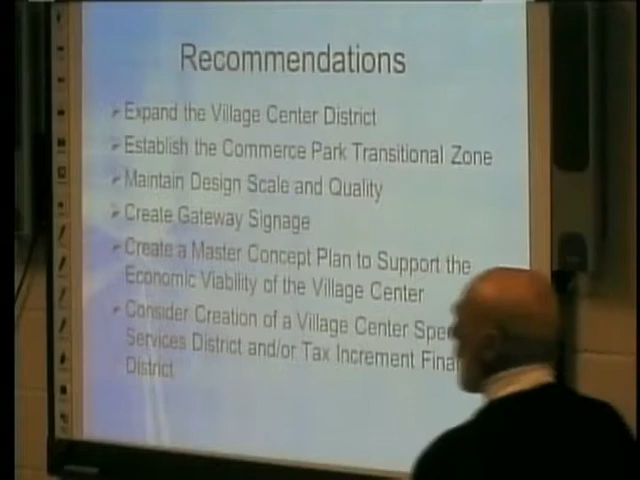 Recommendations
Expand the Village Center District
Establish the Commerce Park Transitional Zone
Maintain Design Scale and Quality
Create Gateway Signage
Create a Master Concept Plan to Support the
Economic Viability of the Village Center
Consider Creation of a Village Center Spe
Services District and/or Tax Increment Fina
District